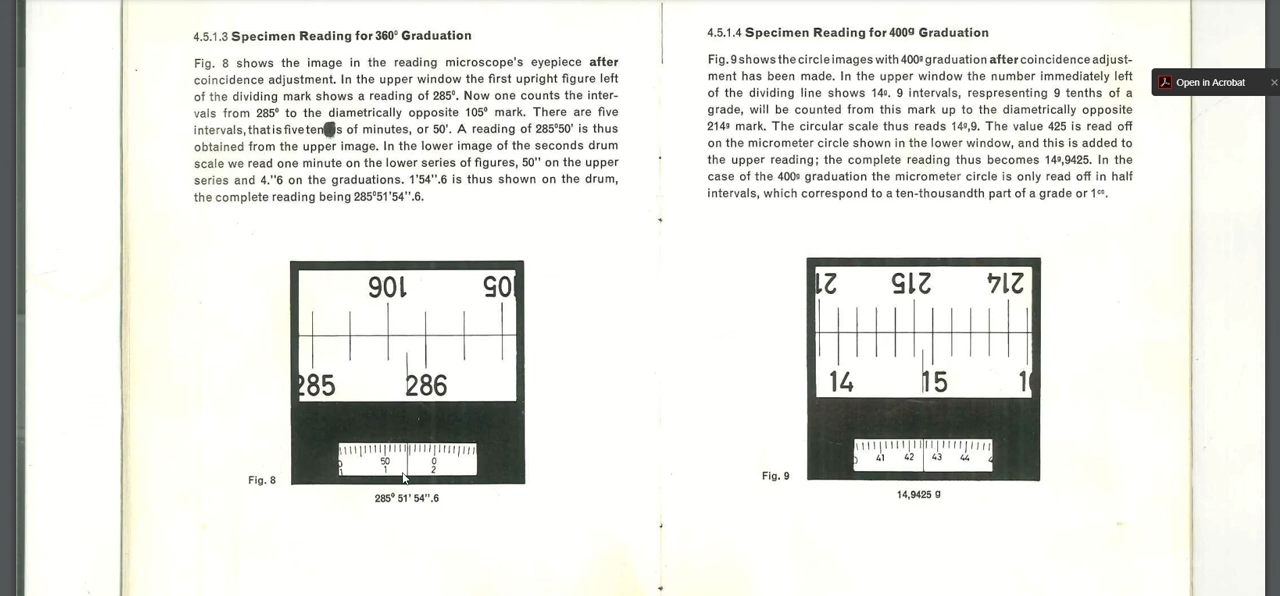 4.5.1.3 Specimen Reading for 360° Graduation
Fig. 8 shows the image in the reading microscope's eyepiece after
coincidence adjustment. In the upper window the first upright figure left
of the dividing mark shows a reading of 285°. Now one counts the inter-
vals from 285° to the diametrically opposite 105° mark. There are five
intervals, that is five ten s of minutes, or 50'. A reading of 285°50' is thus
obtained from the upper image. In the lower image of the seconds drum
scale we read one minute on the lower series of figures, 50'' on the upper
series and 4.''6 on the graduations. 1'54''.6 is thus shown on the drum,
the complete reading being 285°51'54''.6.
106 105
285 286
50 0
1 2
Fig. 8
285° 51' 54''.6
4.5.1.4 Specimen Reading for 400g Graduation
Fig. 9 shows the circle images with 400g graduation after coincidence adjust-
ment has been made. In the upper window the number immediately left
of the dividing line shows 14g. 9 intervals, respresenting 9 tenths of a
grade, will be counted from this mark up to the diametrically opposite
214g mark. The circular scale thus reads 14g,9. The value 425 is read off
on the micrometer circle shown in the lower window, and this is added to
the upper reading; the complete reading thus becomes 14g,9425. In the
case of the 400g graduation the micrometer circle is only read off in half
intervals, which correspond to a ten-thousandth part of a grade or 1cc.
215 214
14 15
41 42 43 44
Fig. 9
14,9425 g
Open in Acrobat